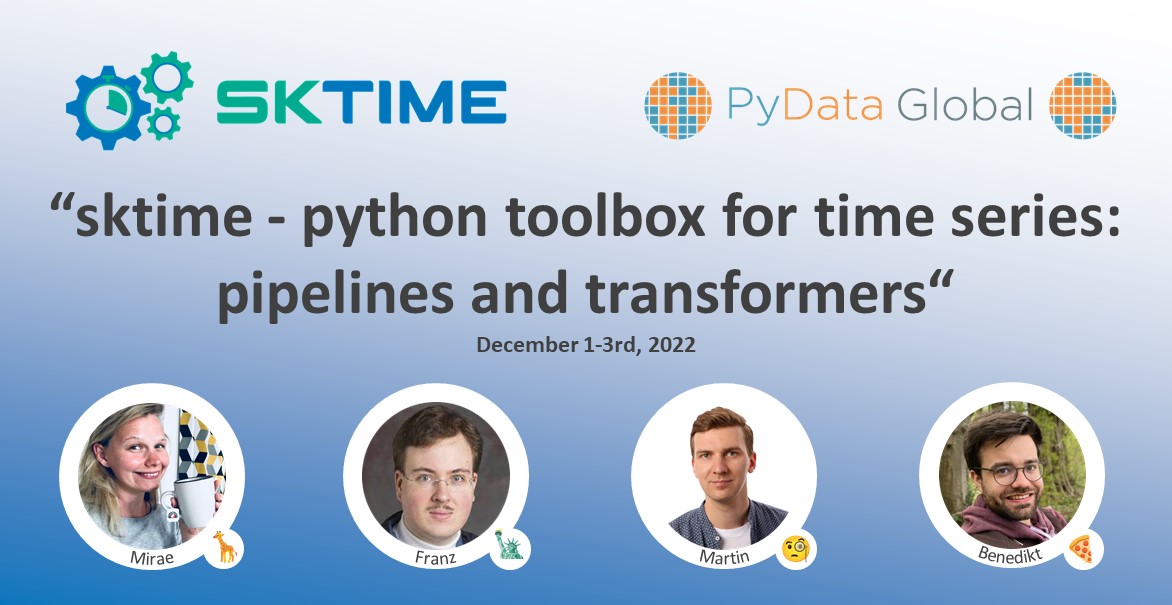 SKTIME
PyData Global
“sktime - python toolbox for time series:
pipelines and transformers“
December 1-3rd, 2022
Mirae
Franz
Martin
Benedikt